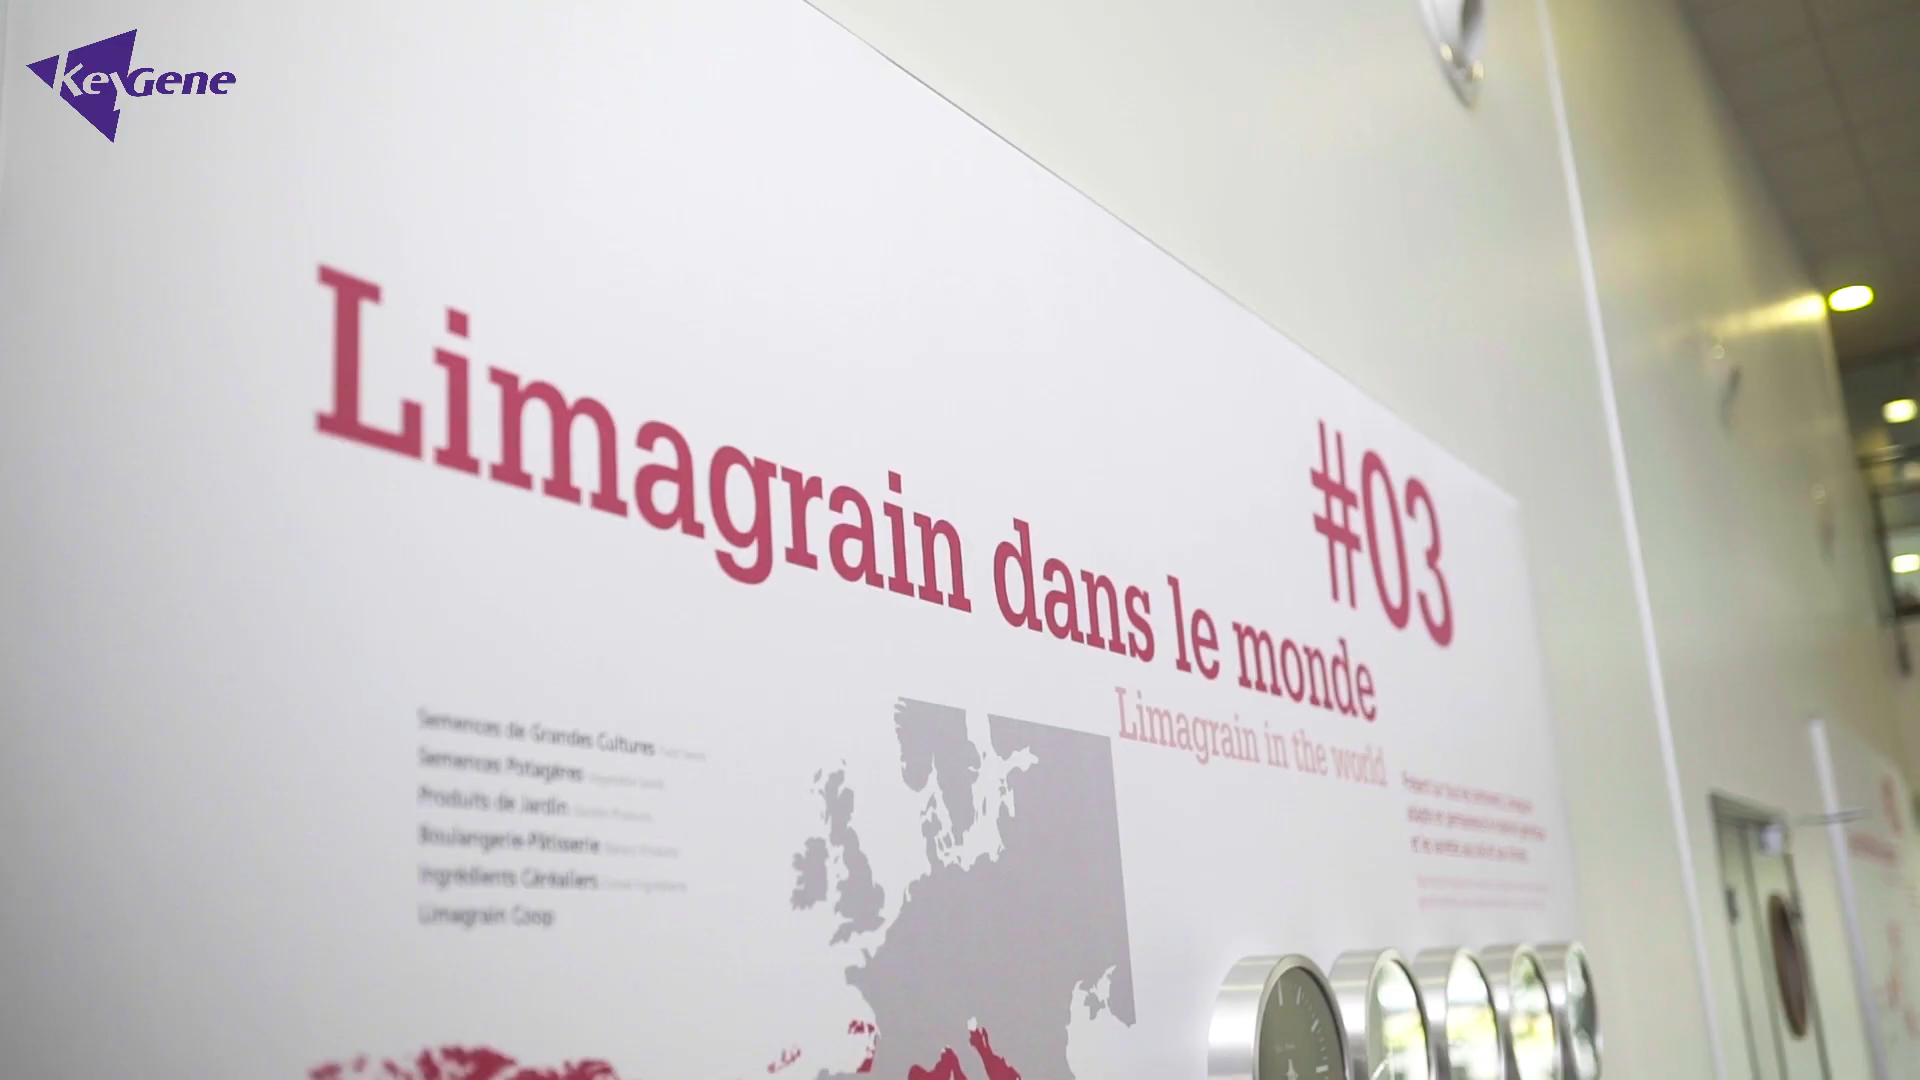 KeyGene
Limagrain dans le monde
#03
Limagrain in the world
Semences de Grandes Cultures
Semences Potagères
Produits de Jardin
Boulangerie-Pâtisserie
Ingrédients Céréaliers
Limagrain Coop